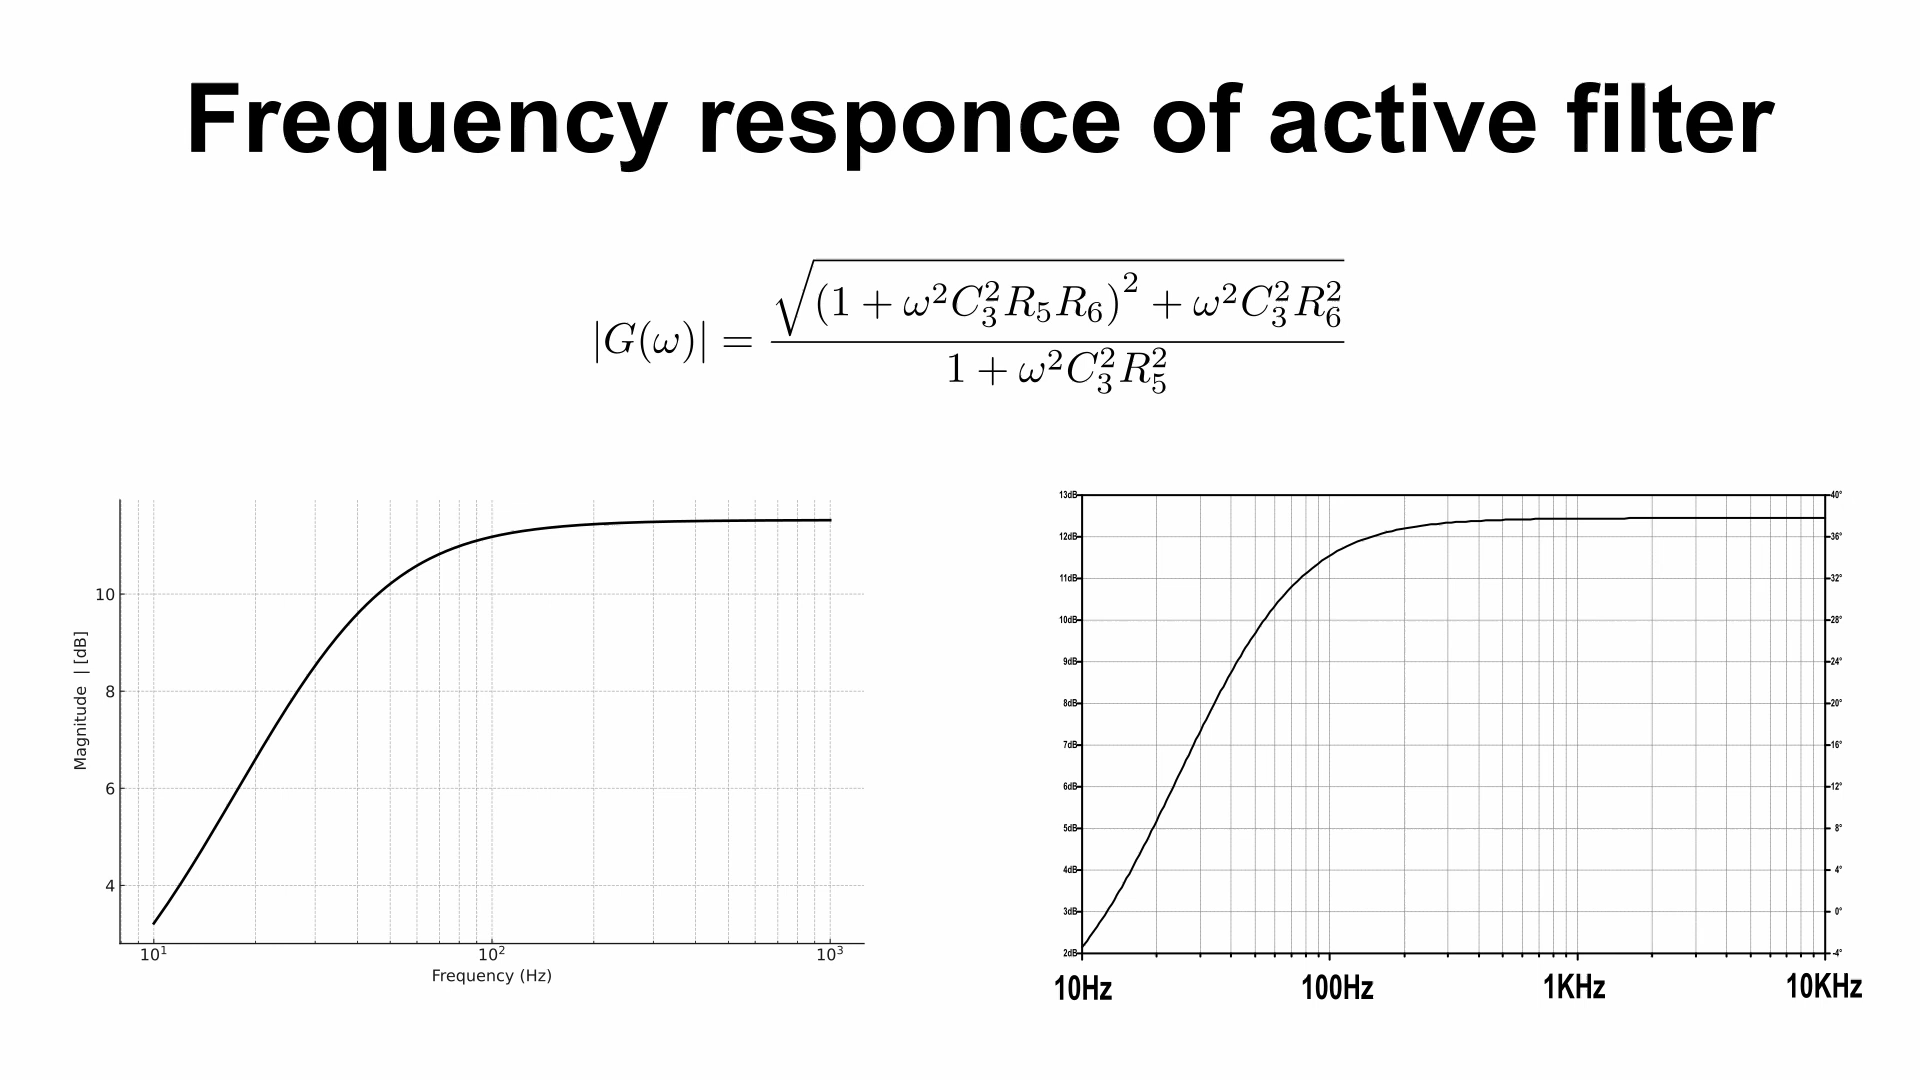 Frequency responce of active filter
|G(ω)| = √((1 + ω²C₃²R₅R₆)² + ω²C₃²R₆²) / (1 + ω²C₃²R₅²)
10
8
6
4
Magnitude | [dB]
10¹ 10² 10³
Frequency (Hz)
13dB 40°
12dB 36°
11dB 32°
10dB 28°
9dB 24°
8dB 20°
7dB 16°
6dB 12°
5dB 8°
4dB 4°
3dB 0°
2dB -4°
10Hz 100Hz 1KHz 10KHz